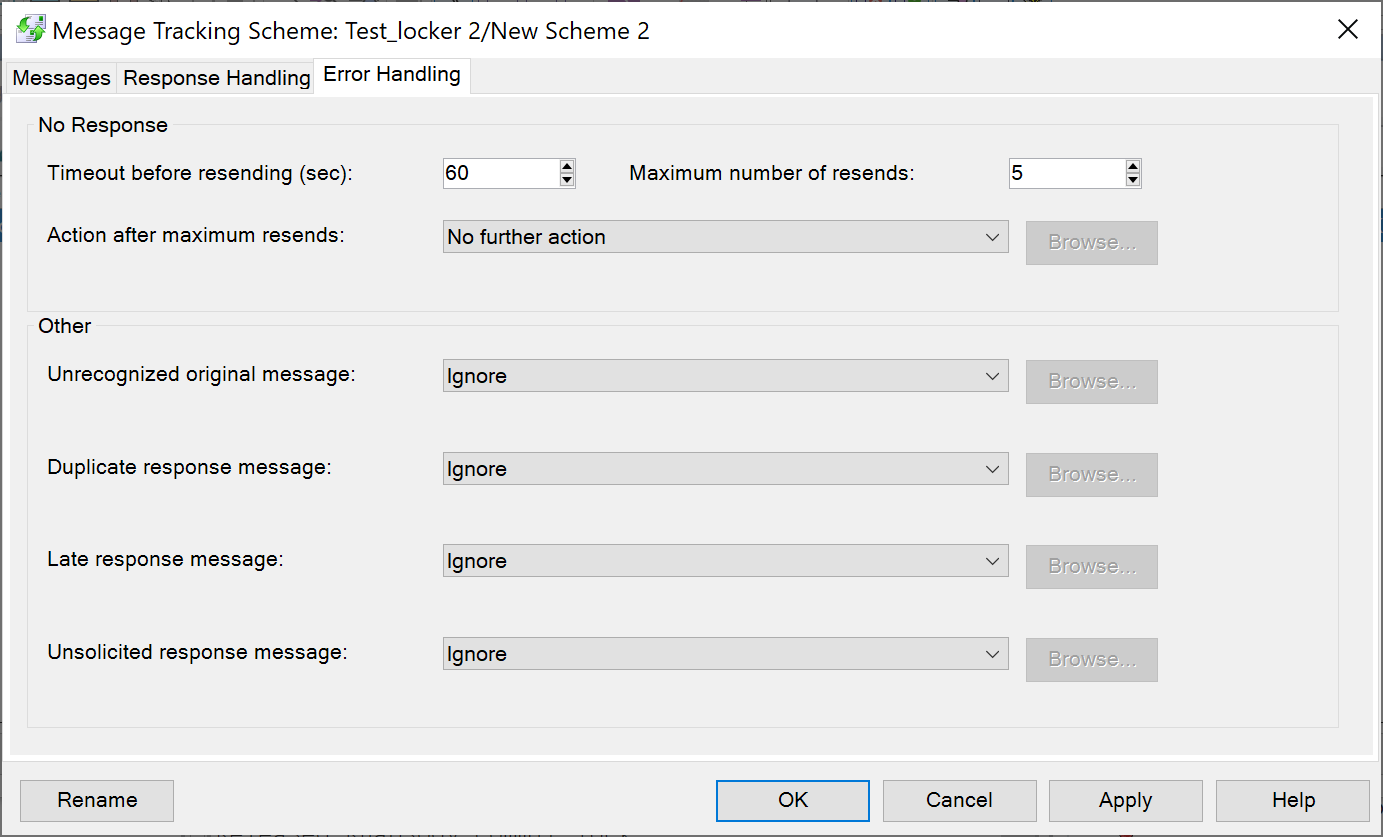 Message Tracking Scheme: Test_locker 2/New Scheme 2
Messages Response Handling Error Handling
No Response
Timeout before resending (sec): 60 Maximum number of resends: 5
Action after maximum resends: No further action Browse...
Other
Unrecognized original message: Ignore Browse...
Duplicate response message: Ignore Browse...
Late response message: Ignore Browse...
Unsolicited response message: Ignore Browse...
Rename OK Cancel Apply Help